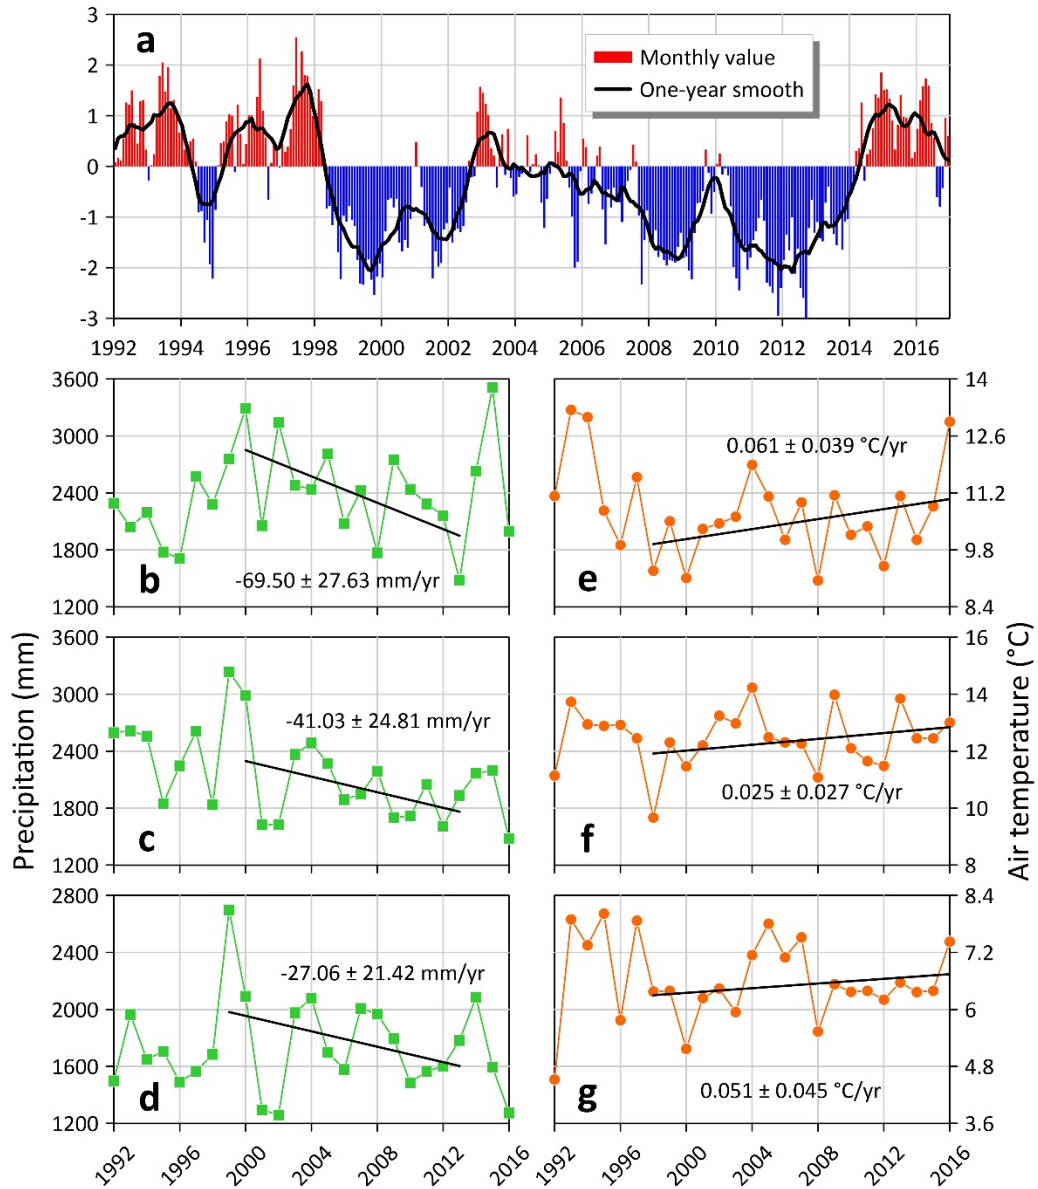 a
Monthly value
One-year smooth
3
2
1
0
-1
-2
-3
1992 1994 1996 1998 2000 2002 2004 2006 2008 2010 2012 2014 2016
Precipitation (mm)
3600
3000
2400
1800
1200
b
-69.50 ± 27.63 mm/yr
14
12.6
11.2
9.8
8.4
e
0.061 ± 0.039 °C/yr
3600
3000
2400
1800
1200
c
-41.03 ± 24.81 mm/yr
16
14
12
10
8
f
0.025 ± 0.027 °C/yr
Air temperature (°C)
2800
2400
2000
1600
1200
d
-27.06 ± 21.42 mm/yr
8.4
7.2
6
4.8
3.6
g
0.051 ± 0.045 °C/yr
1992 1996 2000 2004 2008 2012 2016
1992 1996 2000 2004 2008 2012 2016